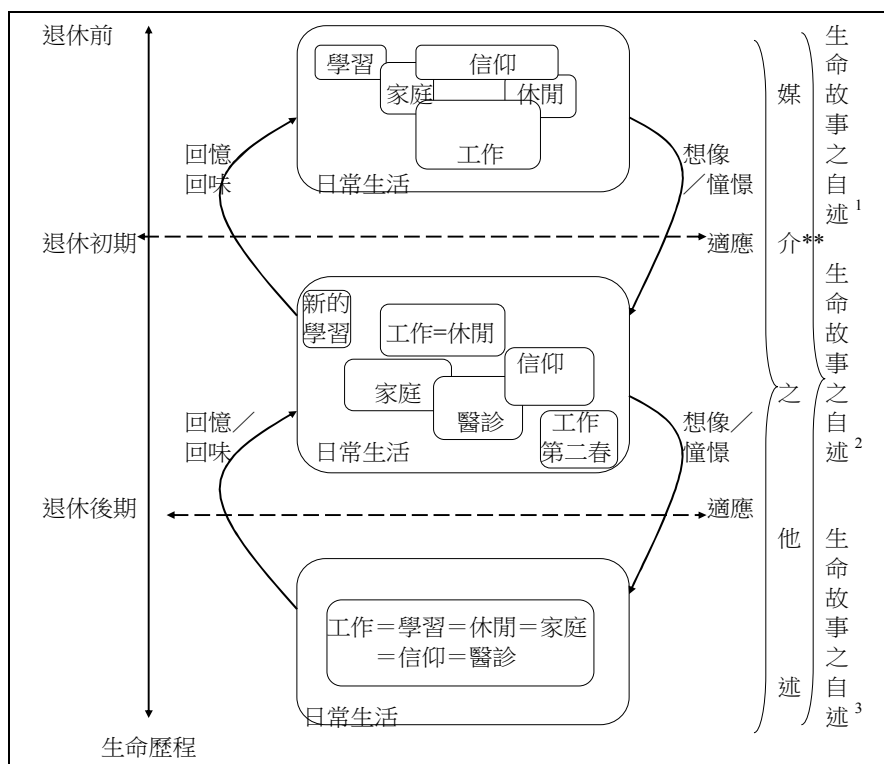 退休前
學習
信仰
家庭
休閒
工作
日常生活
回憶
回味
想像
／憧憬
退休初期
適應
新的
學習
工作=休閒
信仰
家庭
醫診
工作
第二春
日常生活
回憶／
回味
想像／
憧憬
退休後期
適應
工作＝學習＝休閒＝家庭
＝信仰＝醫診
日常生活
生命歷程
媒介**之他述
生命故事之自述1
生命故事之自述2
生命故事之自述3